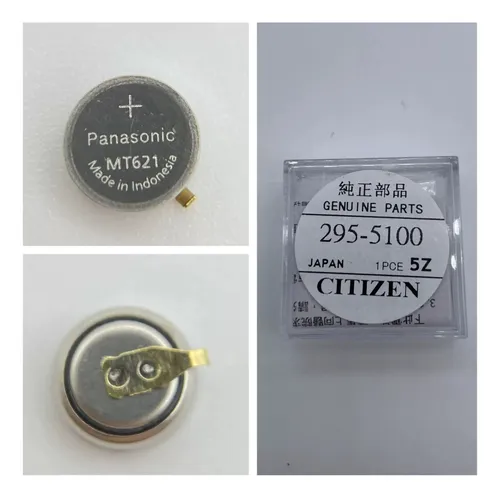 +
Panasonic
MT621
Made in Indonesia
純正部品
GENUINE PARTS
295-5100
JAPAN 1PCE 5Z
CITIZEN